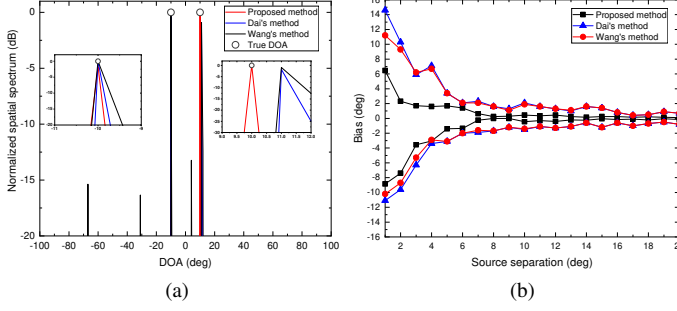 Proposed method
Dai's method
Wang's method
True DOA
Normalized spatial spectrum (dB)
0
-5
-10
-15
-20
-100 -80 -60 -40 -20 0 20 40 60 80 100
DOA (deg)
(a)
Proposed method
Dai's method
Wang's method
Bias (deg)
16
14
12
10
8
6
4
2
0
-2
-4
-6
-8
-10
-12
-14
-16
2 4 6 8 10 12 14 16 18 20
Source separation (deg)
(b)